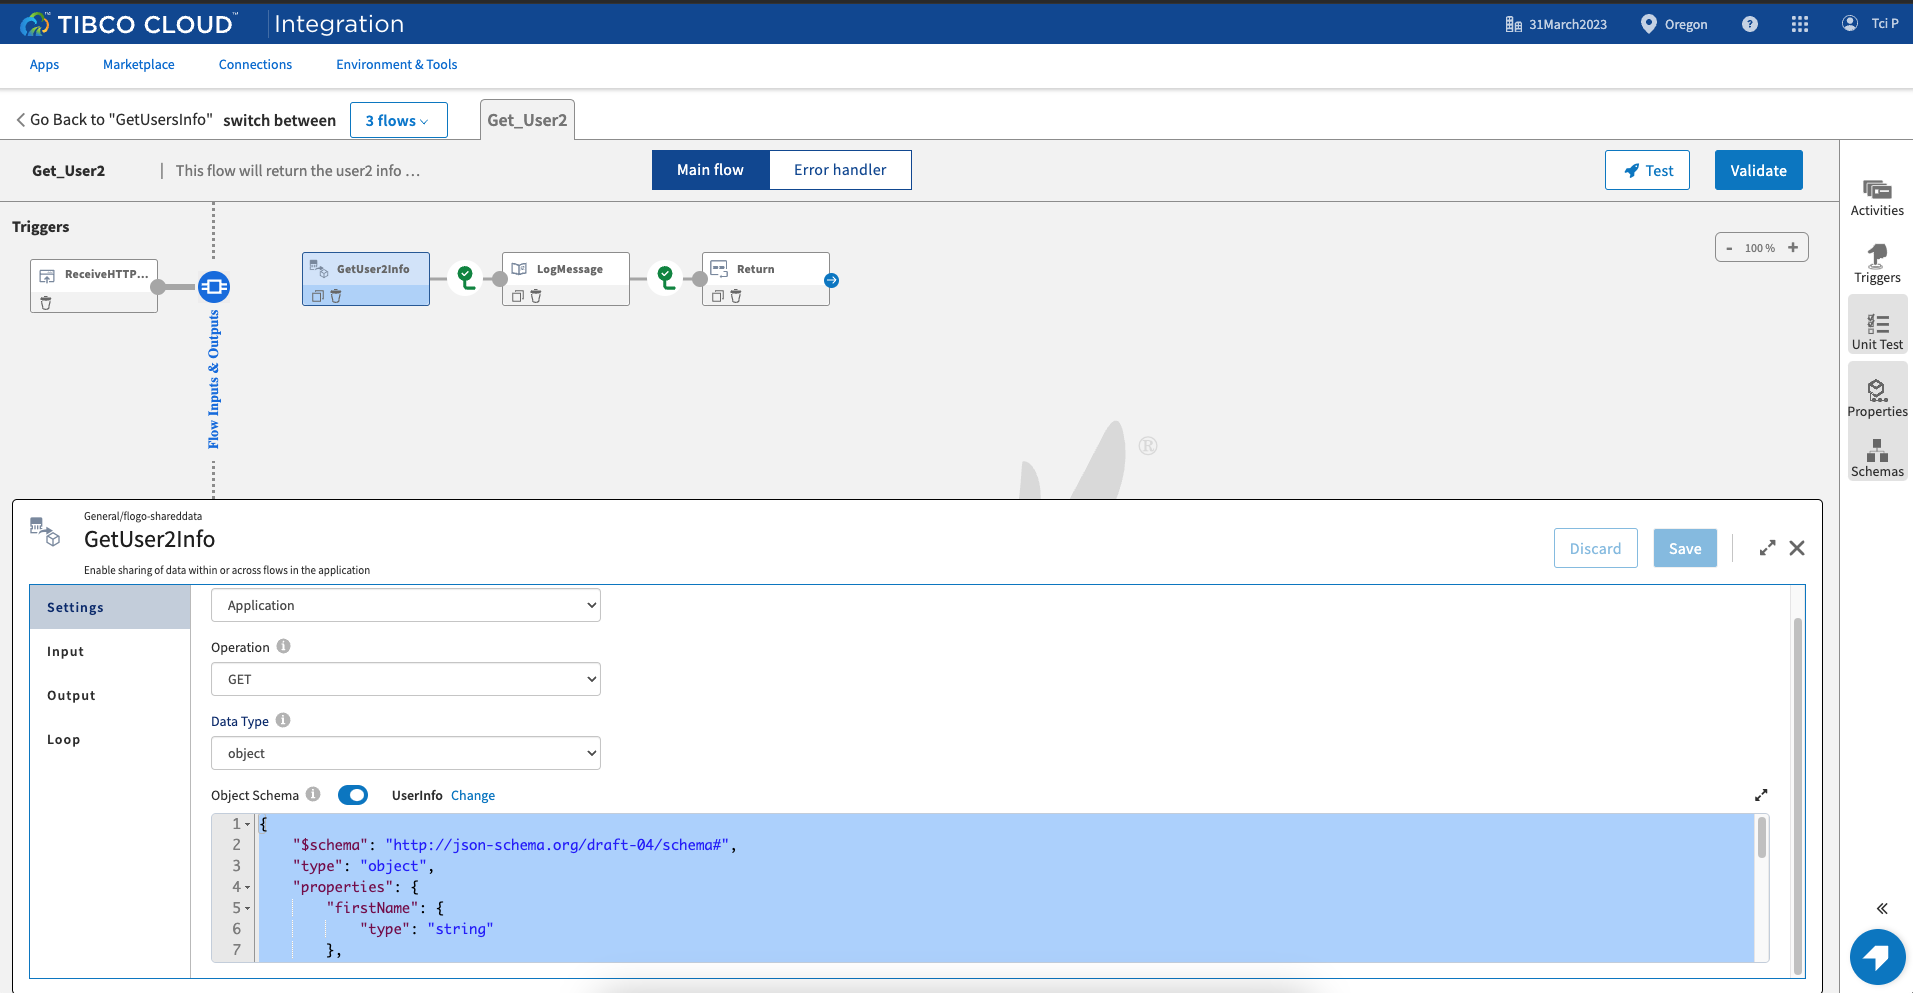 TIBCO CLOUD™ Integration
31March2023
Oregon
?
Tci P
Apps
Marketplace
Connections
Environment & Tools
Go Back to "GetUsersInfo"
switch between
3 flows
Get_User2
Get_User2
This flow will return the user2 info ...
Main flow
Error handler
Test
Validate
Triggers
- 100 % +
ReceiveHTTP...
GetUser2Info
LogMessage
Return
Flow Inputs & Outputs
®
Activities
Triggers
Unit Test
Properties
Schemas
General/flogo-shareddata
GetUser2Info
Enable sharing of data within or across flows in the application
Discard
Save
Settings
Input
Output
Loop
Application
Operation
GET
Data Type
object
Object Schema
UserInfo Change
1 {
2 "$schema": "http://json-schema.org/draft-04/schema#",
3 "type": "object",
4 "properties": {
5 "firstName": {
6 "type": "string"
7 },